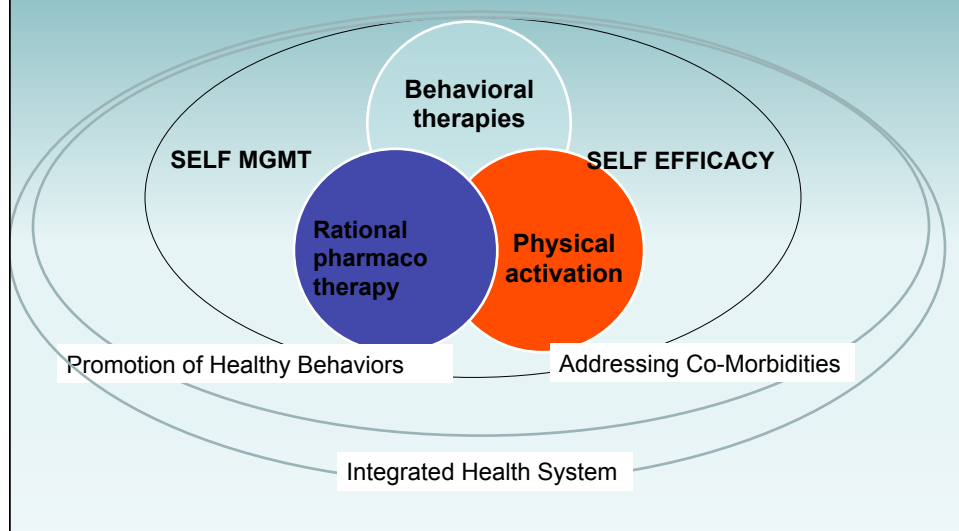 Behavioral
therapies
SELF MGMT
SELF EFFICACY
Rational
pharmaco
therapy
Physical
activation
Promotion of Healthy Behaviors
Addressing Co-Morbidities
Integrated Health System